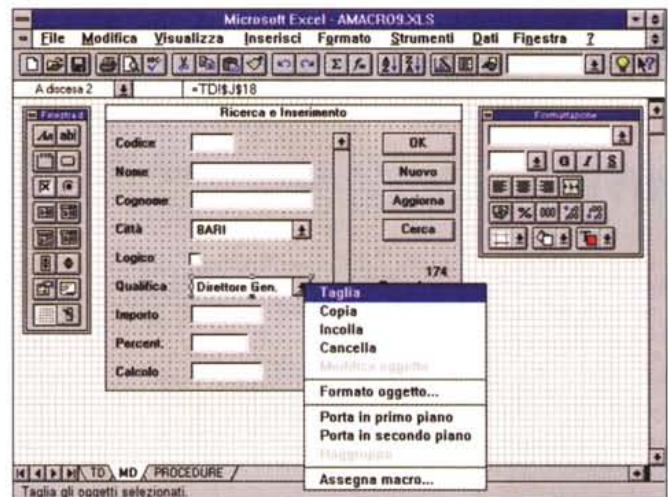 Microsoft Excel - AMACRO9.XLS
File Modifica Visualizza Inserisci Formato Strumenti Dati Finestra ?
A discesa 2
=TD!$J$18
Ricerca e Inserimento
Formattazione
Codice
OK
Nome
Nuovo
Cognome
Aggiorna
Città
BARI
Cerca
Logico
174
Qualifica
Direttore Gen.
Importo
Percent.
Calcolo
Taglia
Copia
Incolla
Cancella
Modifica oggetto
Formato oggetto...
Porta in primo piano
Porta in secondo piano
Raggruppa
Assegna macro...
Aa ab|
G I S
% 000
TD MD PROCEDURE
Taglia gli oggetti selezionati.